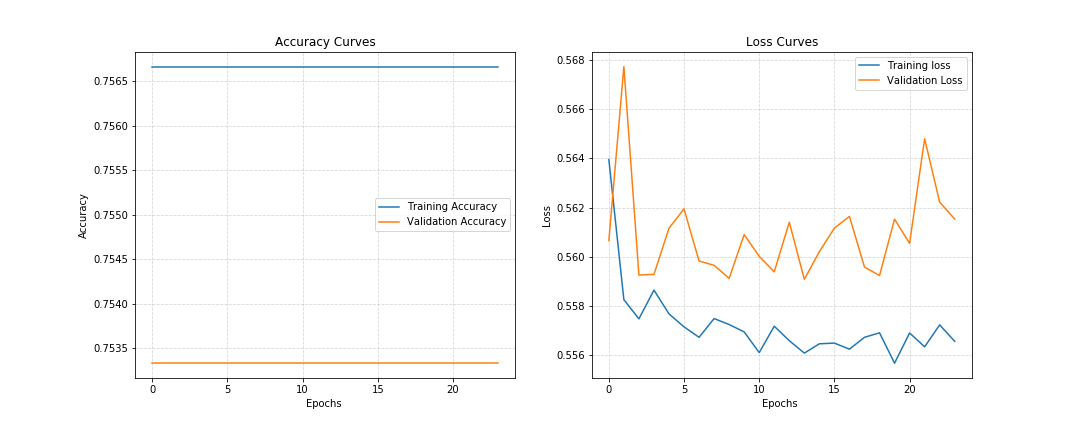 Accuracy Curves
0.7565
0.7560
0.7555
0.7550
0.7545
0.7540
0.7535
Accuracy
0 5 10 15 20
Epochs
Training Accuracy
Validation Accuracy
Loss Curves
0.568
0.566
0.564
0.562
0.560
0.558
0.556
Loss
0 5 10 15 20
Epochs
Training loss
Validation Loss